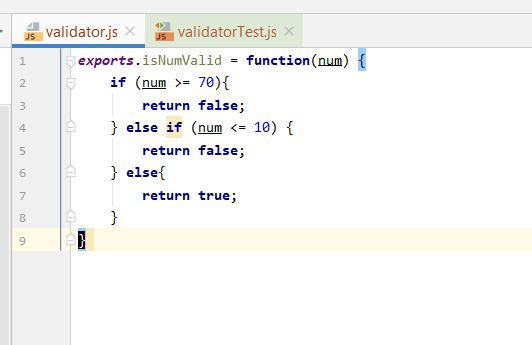 validator.js validatorTest.js
1 exports.isNumValid = function(num) {
2 if (num >= 70){
3 return false;
4 } else if (num <= 10) {
5 return false;
6 } else{
7 return true;
8 }
9 }